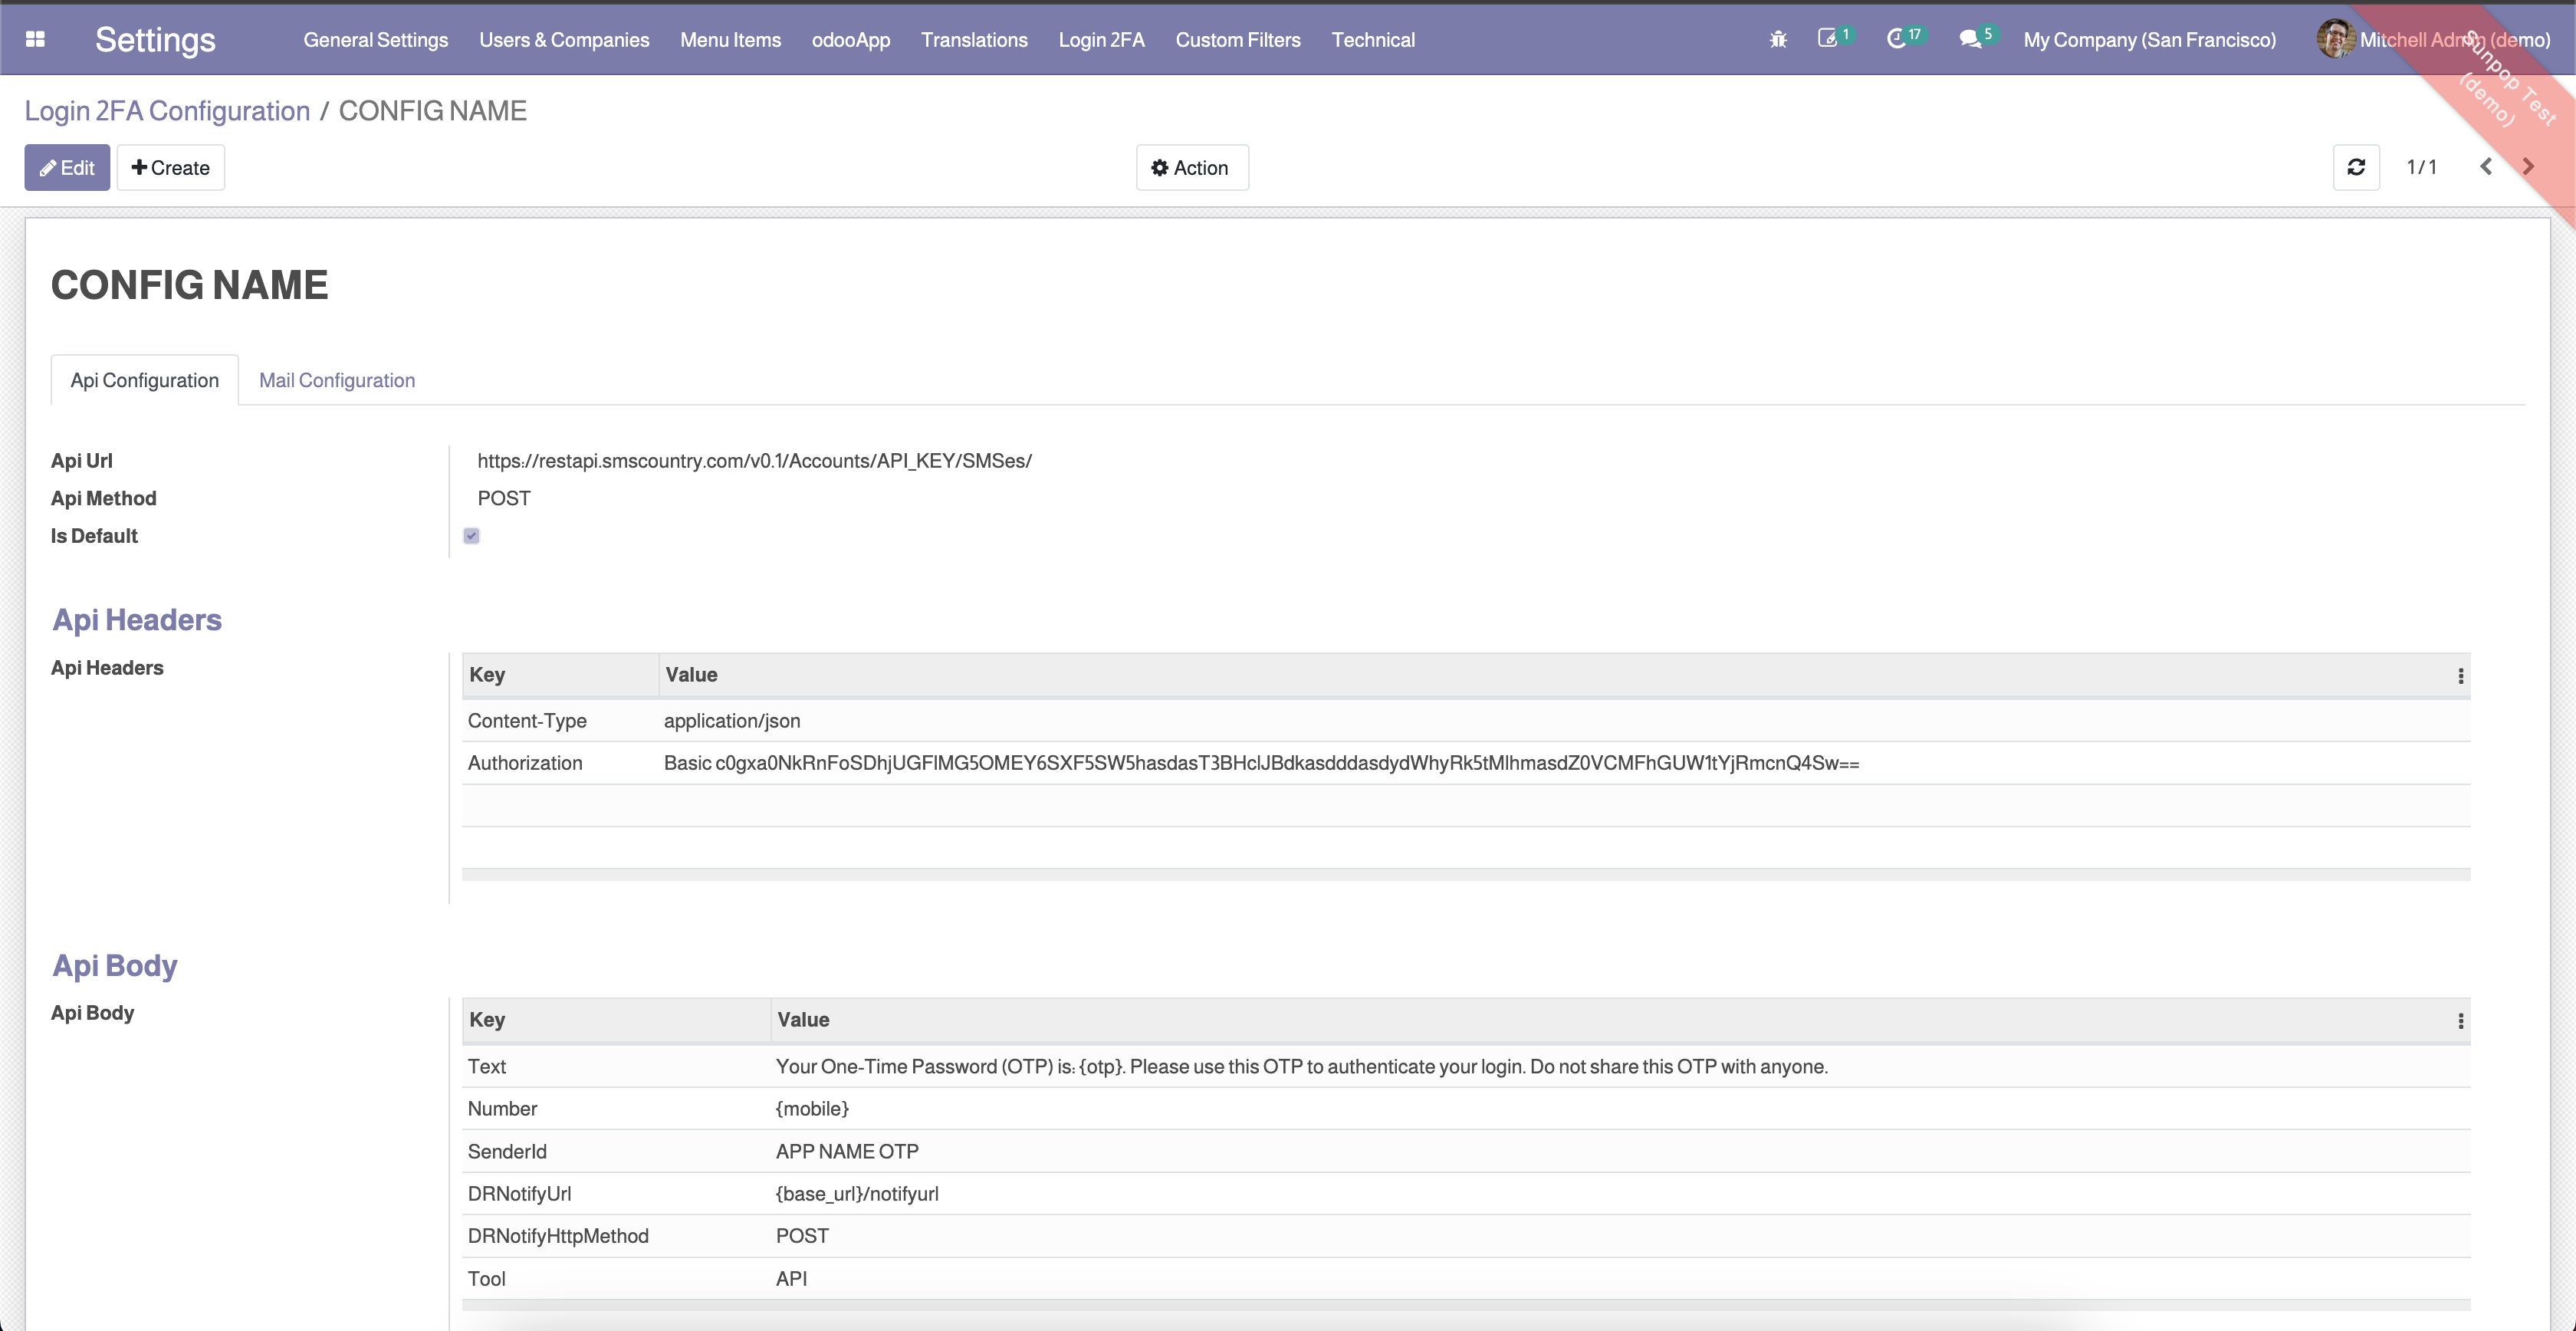 Settings General Settings Users & Companies Menu Items odooApp Translations Login 2FA Custom Filters Technical 1 17 5 My Company (San Francisco) Mitchell Admin (demo)
Sunpop Test
(demo)
Login 2FA Configuration / CONFIG NAME
Edit Create Action 1 / 1
CONFIG NAME
Api Configuration Mail Configuration
Api Url https://restapi.smscountry.com/v0.1/Accounts/API_KEY/SMSes/
Api Method POST
Is Default
Api Headers
Api Headers Key Value
Content-Type application/json
Authorization Basic c0gxa0NkRnFoSDhjUGFlMG5OMEY6SXF5SW5hasdasT3BHclJBdkasdddasdydWhyRk5tMlhmasdZ0VCMFhGUW1tYjRmcnQ4Sw==
Api Body
Api Body Key Value
Text Your One-Time Password (OTP) is: {otp}. Please use this OTP to authenticate your login. Do not share this OTP with anyone.
Number {mobile}
SenderId APP NAME OTP
DRNotifyUrl {base_url}/notifyurl
DRNotifyHttpMethod POST
Tool API